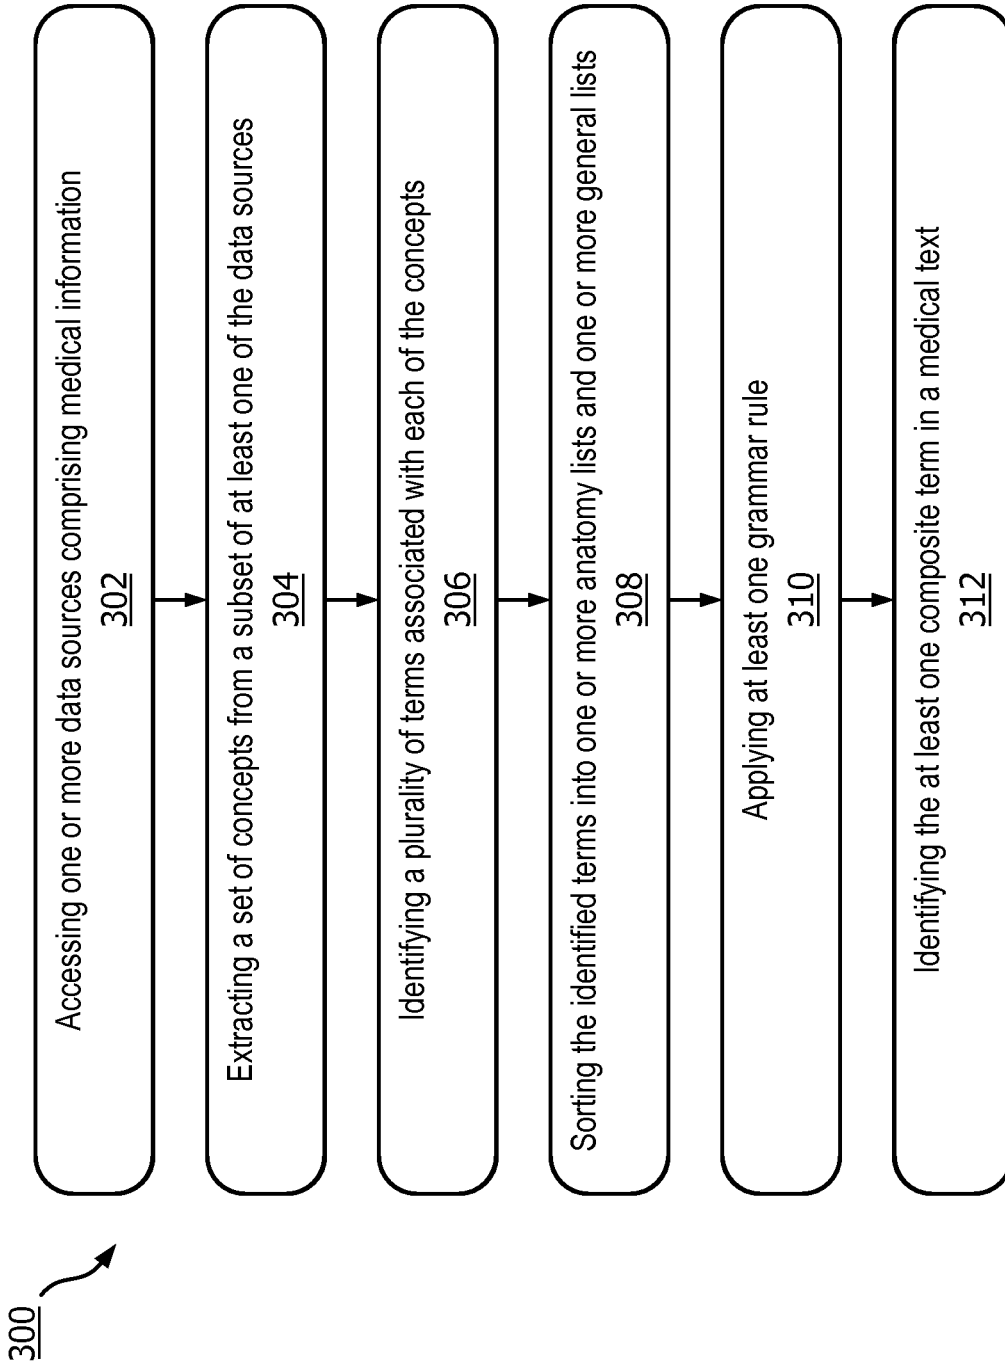 300
Accessing one or more data sources comprising medical information
302
Extracting a set of concepts from a subset of at least one of the data sources
304
Identifying a plurality of terms associated with each of the concepts
306
Sorting the identified terms into one or more anatomy lists and one or more general lists
308
Applying at least one grammar rule
310
Identifying the at least one composite term in a medical text
312